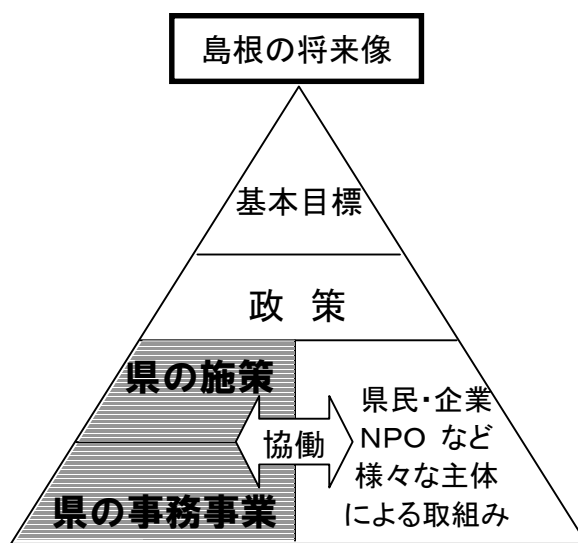 島根の将来像
基本目標
政 策
県の施策
県の事務事業
協働
県民・企業
NPO など
様々な主体
による取組み